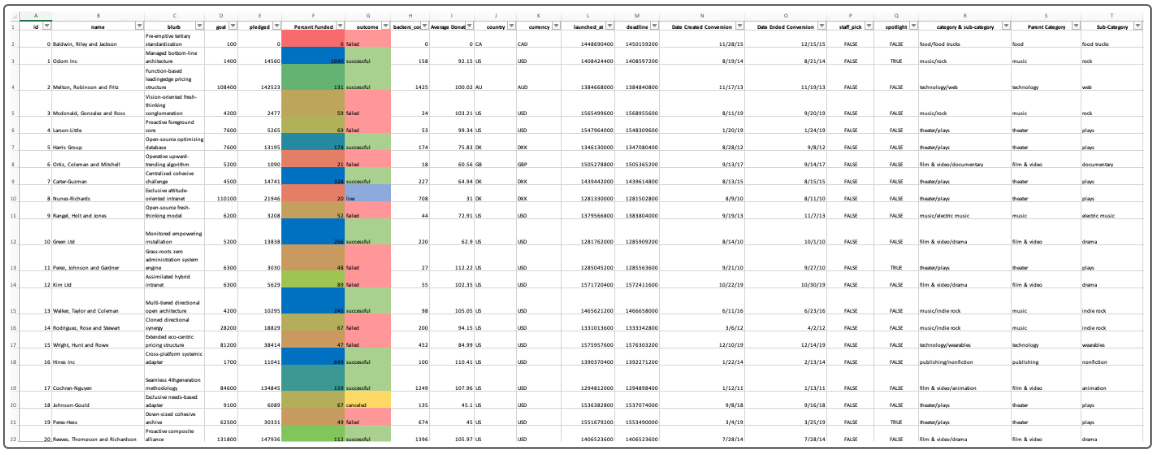 A B C D E F G H I J K L M N O P Q R S T
1 id name blurb goal pledged Percent Funded outcome backers_cou Average Donat country currency launched_at deadline Date Created Conversion Date Ended Conversion staff_pick spotlight category & sub-category Parent Category Sub-Category
2 0 Baldwin, Riley and Jackson Pre-emptive tertiary standardization 100 0 0 failed 0 0 CA CAD 1448690400 1450159200 11/28/15 12/15/15 FALSE FALSE food/food trucks food food trucks
3 1 Odom Inc Managed bottom-line architecture 1400 14560 1040 successful 158 92.15 US USD 1408424400 1408597200 8/19/14 8/21/14 FALSE TRUE music/rock music rock
4 2 Melton, Robinson and Fritz Function-based leadingedge pricing structure 108400 142523 131 successful 1425 100.02 AU AUD 1384668000 1384840800 11/17/13 11/19/13 FALSE FALSE technology/web technology web
5 3 Mcdonald, Gonzalez and Ross Vision-oriented fresh-thinking conglomeration 4200 2477 59 failed 24 103.21 US USD 1565499600 1568955600 8/11/19 9/20/19 FALSE FALSE music/rock music rock
6 4 Larson-Little Proactive foreground core 7600 5265 69 failed 53 99.34 US USD 1547964000 1548309600 1/20/19 1/24/19 FALSE FALSE theater/plays theater plays
7 5 Harris Group Open-source optimizing database 7600 13195 174 successful 174 75.83 DK DKK 1346130000 1347080400 8/28/12 9/8/12 FALSE FALSE theater/plays theater plays
8 6 Ortiz, Coleman and Mitchell Operative upward-trending algorithm 5200 1090 21 failed 18 60.56 GB GBP 1505278800 1505365200 9/13/17 9/14/17 FALSE FALSE film & video/documentary film & video documentary
9 7 Carter-Guzman Centralized cohesive challenge 4500 14741 328 successful 227 64.94 DK DKK 1439442000 1439614800 8/13/15 8/15/15 FALSE FALSE theater/plays theater plays
10 8 Nunez-Richards Exclusive attitude-oriented intranet 110100 21946 20 live 708 31 DK DKK 1281330000 1281502800 8/9/10 8/11/10 FALSE FALSE theater/plays theater plays
11 9 Rangel, Holt and Jones Open-source fresh-thinking model 6200 3208 52 failed 44 72.91 US USD 1379566800 1383804000 9/19/13 11/7/13 FALSE FALSE music/electric music music electric music
12 10 Green Ltd Monitored empowering installation 5200 13838 266 successful 220 62.9 US USD 1281762000 1285909200 8/14/10 10/1/10 FALSE FALSE film & video/drama film & video drama
13 11 Perez, Johnson and Gardner Grass-roots zero administration system engine 6300 3030 48 failed 27 112.22 US USD 1285045200 1285563600 9/21/10 9/27/10 FALSE TRUE theater/plays theater plays
14 12 Kim Ltd Assimilated hybrid intranet 6300 5629 89 failed 55 102.35 US USD 1571720400 1572411600 10/22/19 10/30/19 FALSE FALSE film & video/drama film & video drama
15 13 Walker, Taylor and Coleman Multi-tiered directional open architecture 4200 10295 245 successful 98 105.05 US USD 1465621200 1466658000 6/11/16 6/23/16 FALSE FALSE music/indie rock music indie rock
16 14 Rodriguez, Rose and Stewart Cloned directional synergy 28200 18829 67 failed 200 94.15 US USD 1331013600 1333342800 3/6/12 4/2/12 FALSE FALSE music/indie rock music indie rock
17 15 Wright, Hunt and Rowe Extended eco-centric pricing structure 81200 38414 47 failed 452 84.99 US USD 1575957600 1576303200 12/10/19 12/14/19 FALSE FALSE technology/wearables technology wearables
18 16 Hines Inc Cross-platform systemic adapter 1700 11041 649 successful 100 110.41 US USD 1390370400 1392271200 1/22/14 2/13/14 FALSE FALSE publishing/nonfiction publishing nonfiction
19 17 Cochran-Nguyen Seamless 4thgeneration methodology 84600 134845 159 successful 1249 107.96 US USD 1294812000 1294898400 1/12/11 1/13/11 FALSE FALSE film & video/animation film & video animation
20 18 Johnson-Gould Exclusive needs-based adapter 9100 6089 67 canceled 135 45.1 US USD 1536382800 1537074000 9/8/18 9/16/18 FALSE FALSE theater/plays theater plays
21 19 Perez-Hess Down-sized cohesive archive 62500 30331 49 failed 674 45 US USD 1551679200 1553490000 3/4/19 3/25/19 FALSE TRUE theater/plays theater plays
22 20 Reeves, Thompson and Richardson Proactive composite alliance 131800 147936 112 successful 1396 105.97 US USD 1406523600 1406523600 7/28/14 7/28/14 FALSE FALSE film & video/drama film & video drama